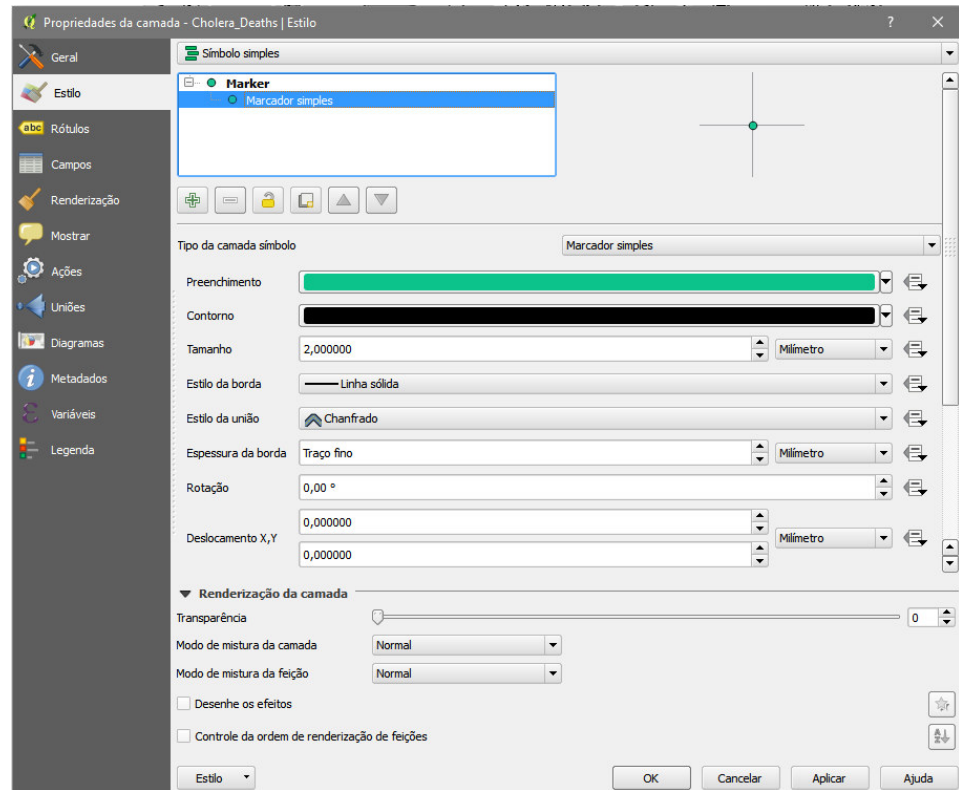 Propriedades da camada - Cholera_Deaths | Estilo ? ×
Geral
Estilo
abc Rótulos
Campos
Renderização
Mostrar
Ações
Uniões
Diagramas
Metadados
Variáveis
Legenda
Símbolo simples
Marker
Marcador simples
Tipo da camada símbolo Marcador simples
Preenchimento
Contorno
Tamanho 2,000000 Milímetro
Estilo da borda Linha sólida
Estilo da união Chanfrado
Espessura da borda Traço fino Milímetro
Rotação 0,00 °
0,000000
Deslocamento X,Y Milímetro
0,000000
Renderização da camada
Transparência 0
Modo de mistura da camada Normal
Modo de mistura da feição Normal
Desenhe os efeitos
Controle da ordem de renderização de feições
Estilo OK Cancelar Aplicar Ajuda